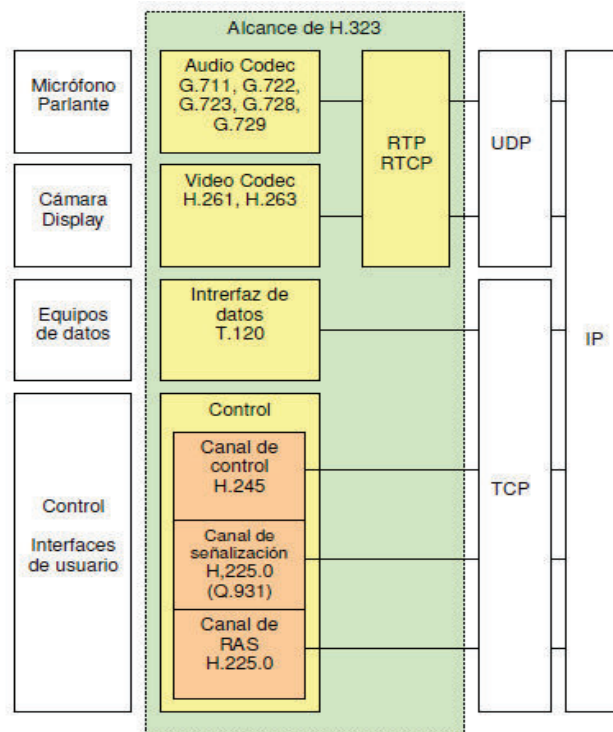 Alcance de H.323
Micrófono
Parlante
Audio Codec
G.711, G.722,
G.723, G.728,
G.729
RTP
RTCP
UDP
IP
Cámara
Display
Video Codec
H.261, H.263
Equipos
de datos
Intrerfaz de
datos
T.120
TCP
Control
Interfaces
de usuario
Control
Canal de
control
H.245
Canal de
señalización
H,225.0
(Q.931)
Canal de
RAS
H.225.0